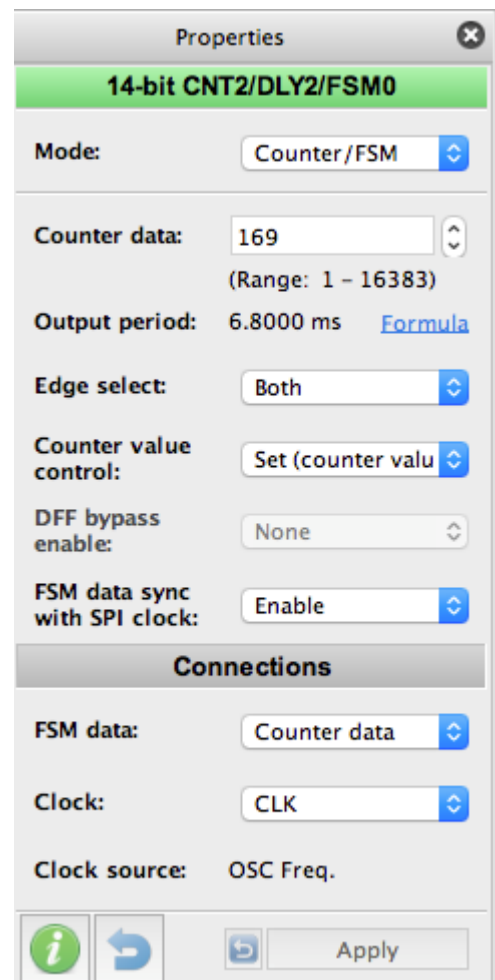 Properties
14-bit CNT2/DLY2/FSM0
Mode: Counter/FSM
Counter data: 169
(Range: 1 – 16383)
Output period: 6.8000 ms Formula
Edge select: Both
Counter value
control: Set (counter valu
DFF bypass
enable: None
FSM data sync
with SPI clock: Enable
Connections
FSM data: Counter data
Clock: CLK
Clock source: OSC Freq.
Apply